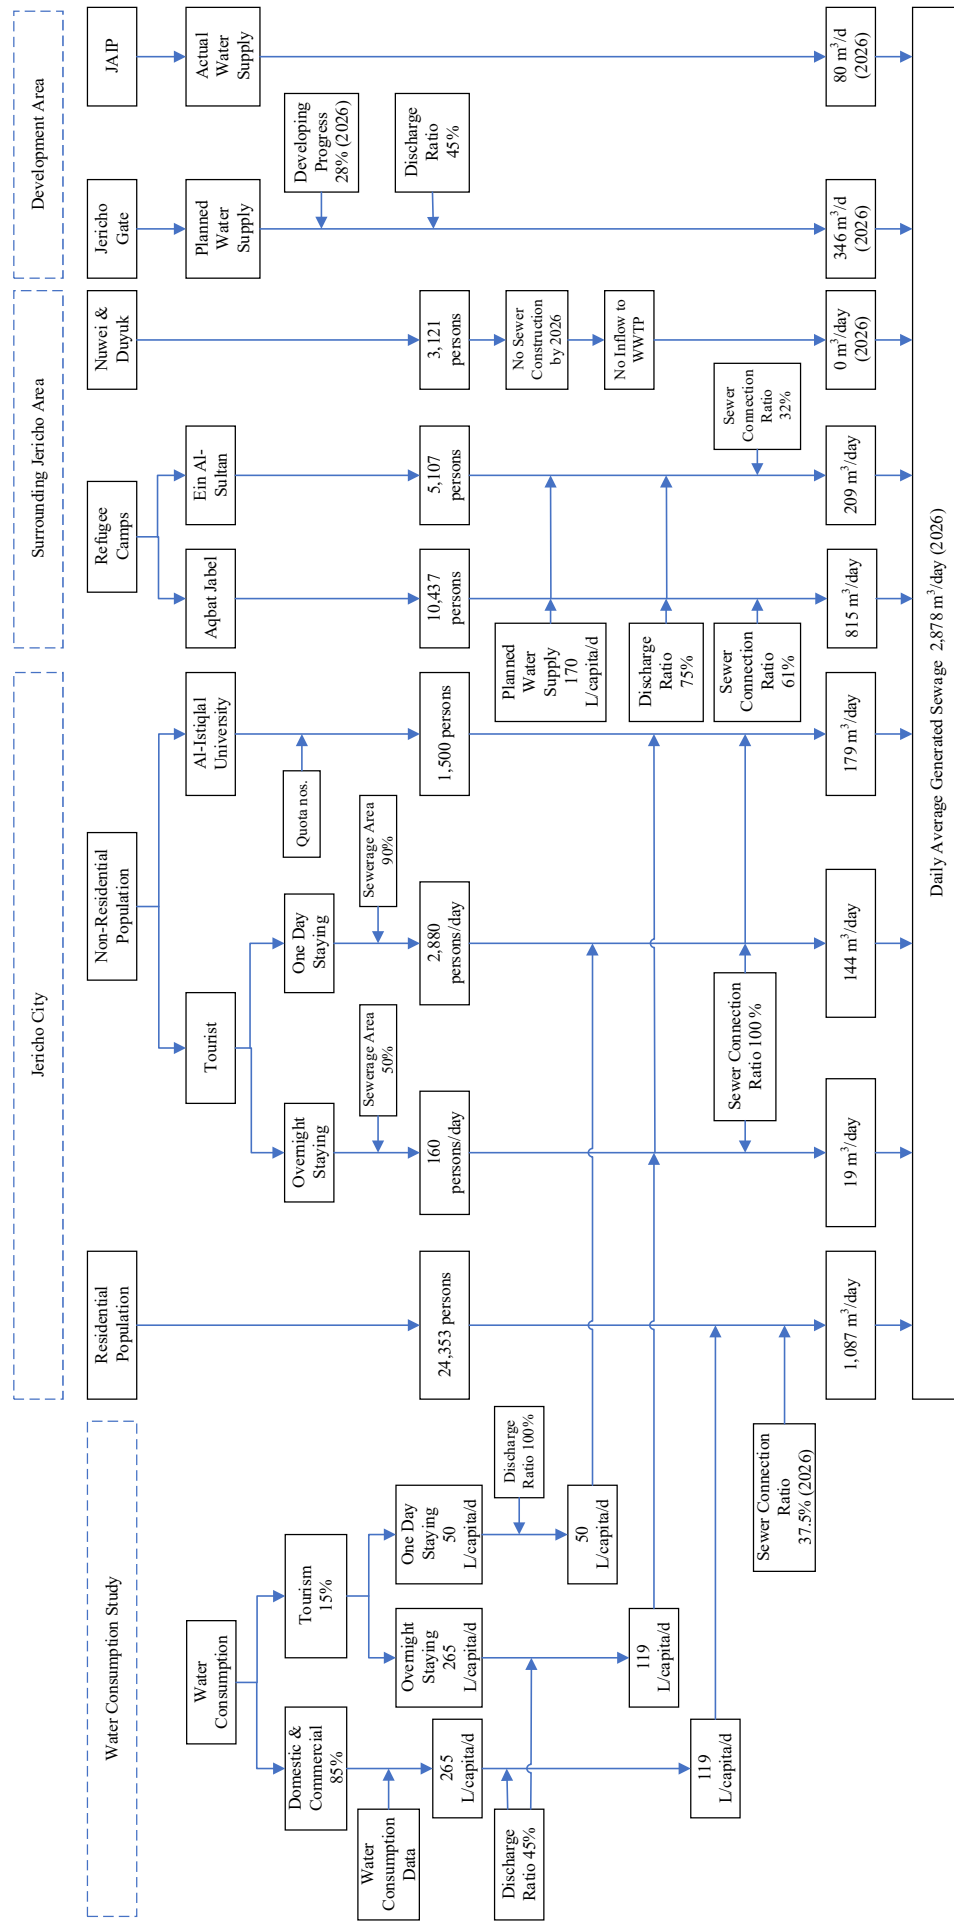 Water Consumption Study
Jericho City
Surrounding Jericho Area
Development Area
Residential
Population
Non-Residential
Population
Refugee
Camps
Nuwei &
Duyuk
Jericho
Gate
JAIP
Water
Consumption
Tourist
Al-Istiqlal
University
Aqbat Jabel
Ein Al-
Sultan
Planned
Water
Supply
Actual
Water
Supply
Domestic &
Commercial
85%
Tourism
15%
Overnight
Staying
One Day
Staying
Quota nos.
Developing
Progress
28% (2026)
Water
Consumption
Data
Overnight
Staying
265
L/capita/d
One Day
Staying
50
L/capita/d
Sewerage Area
50%
Sewerage Area
90%
Discharge
Ratio
45%
265
L/capita/d
24,353 persons
160
persons/day
2,880
persons/day
1,500 persons
10,437
persons
5,107
persons
3,121
persons
Discharge
Ratio 45%
Discharge
Ratio 100%
Planned
Water
Supply
170
L/capita/d
No Sewer
Construction
by 2026
50
L/capita/d
No Inflow to
WWTP
119
L/capita/d
Discharge
Ratio
75%
119
L/capita/d
Sewer Connection
Ratio 100 %
Sewer
Connection
Ratio
61%
Sewer
Connection
Ratio
32%
Sewer Connection
Ratio
37.5% (2026)
1,087 m³/day
19 m³/day
144 m³/day
179 m³/day
815 m³/day
209 m³/day
0 m³/day
(2026)
346 m³/d
(2026)
80 m³/d
(2026)
Daily Average Generated Sewage  2,878 m³/day (2026)